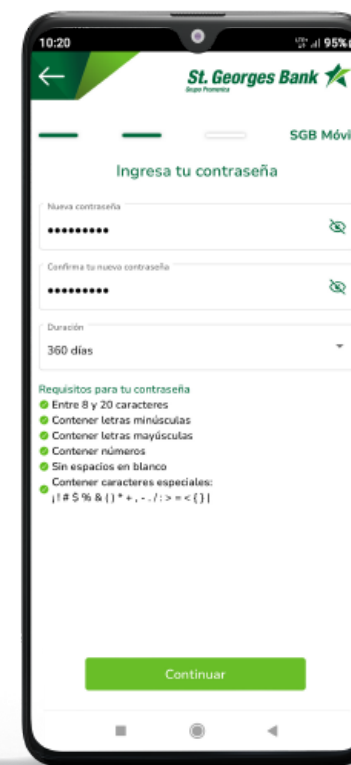 10:20
95%
St. Georges Bank
Grupo Promerica
SGB Móvi
Ingresa tu contraseña
Nueva contraseña
•••••••••
Confirma tu nueva contraseña
•••••••••
Duración
360 días
Requisitos para tu contraseña
Entre 8 y 20 caracteres
Contener letras minúsculas
Contener letras mayúsculas
Contener números
Sin espacios en blanco
Contener caracteres especiales:
¡!#$%&()*+,-./:>=<{}|
Continuar